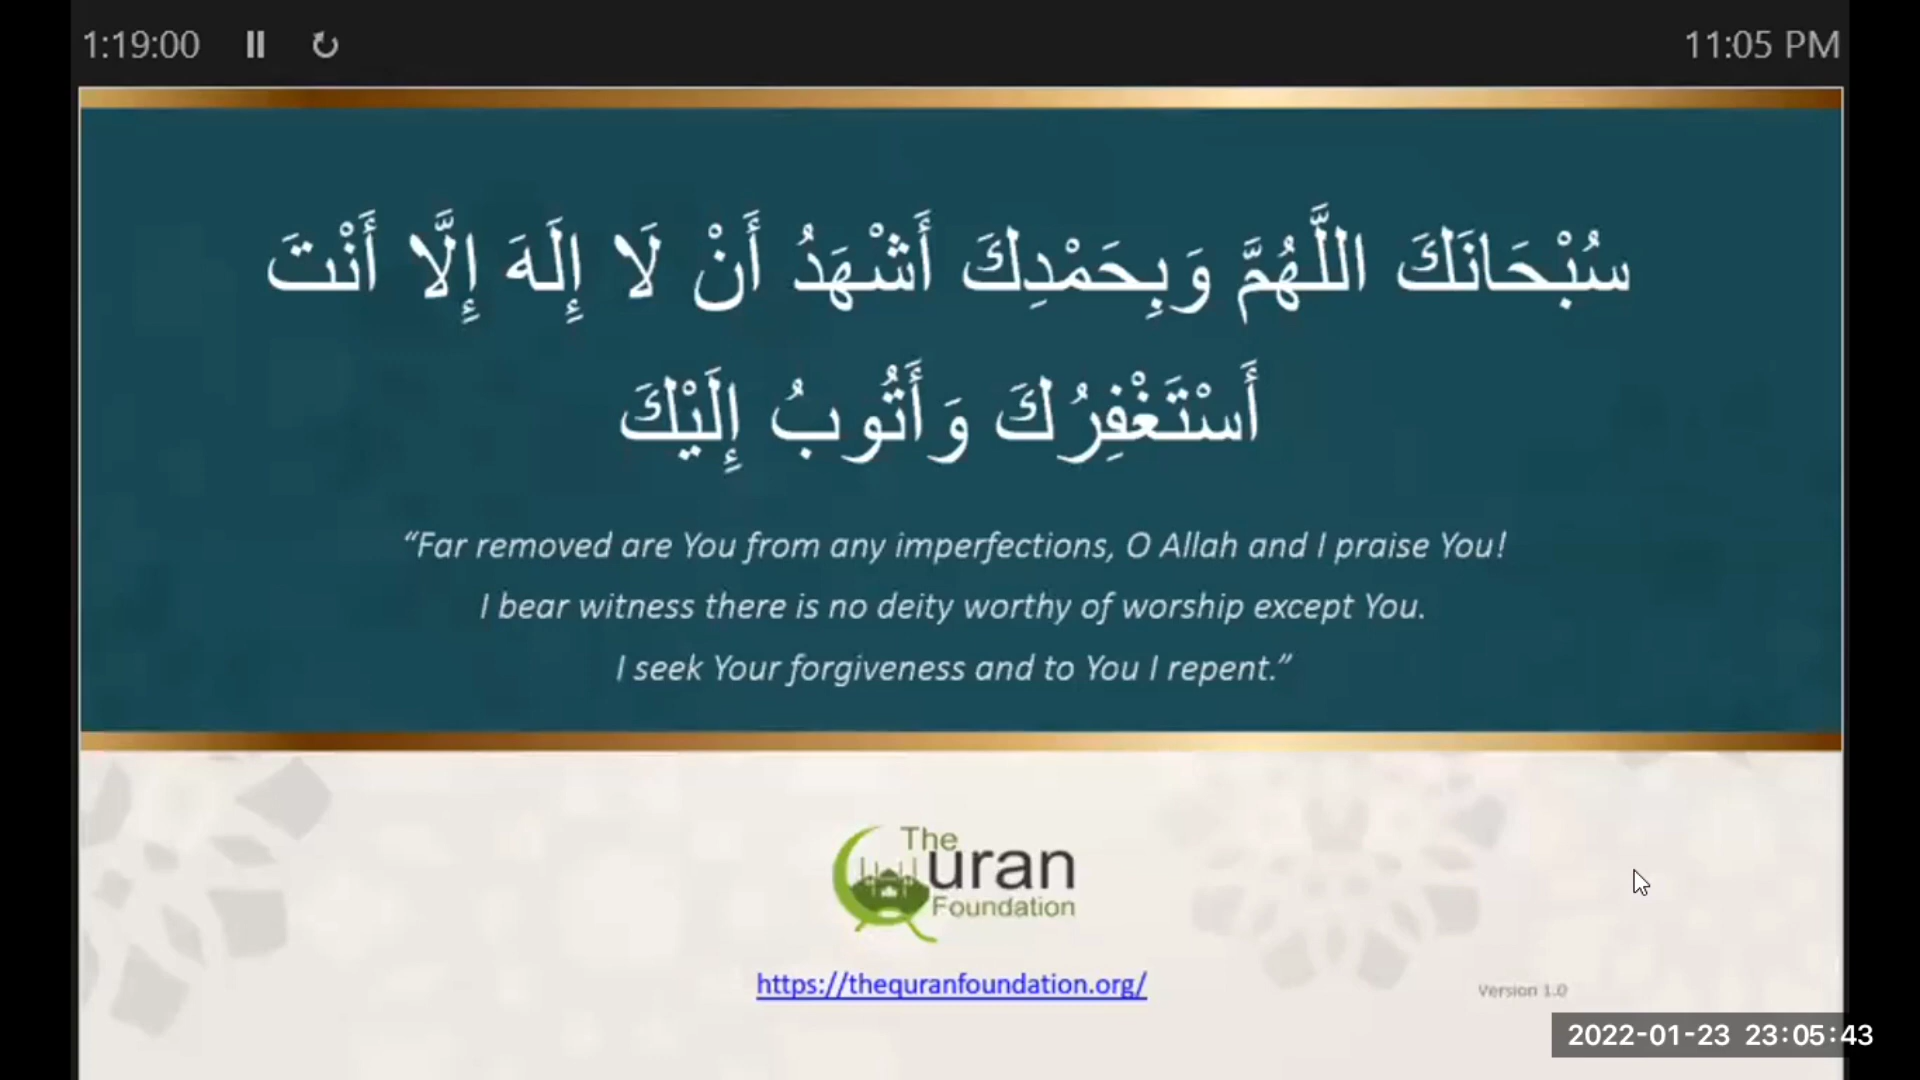 1:19:00
11:05 PM
سُبْحَانَكَ اللَّهُمَّ وَبِحَمْدِكَ أَشْهَدُ أَنْ لَا إِلَهَ إِلَّا أَنْتَ
أَسْتَغْفِرُكَ وَأَتُوبُ إِلَيْكَ
“Far removed are You from any imperfections, O Allah and I praise You!
I bear witness there is no deity worthy of worship except You.
I seek Your forgiveness and to You I repent.”
The
uran
Foundation
https://thequranfoundation.org/
Version 1.0
2022-01-23 23:05:43